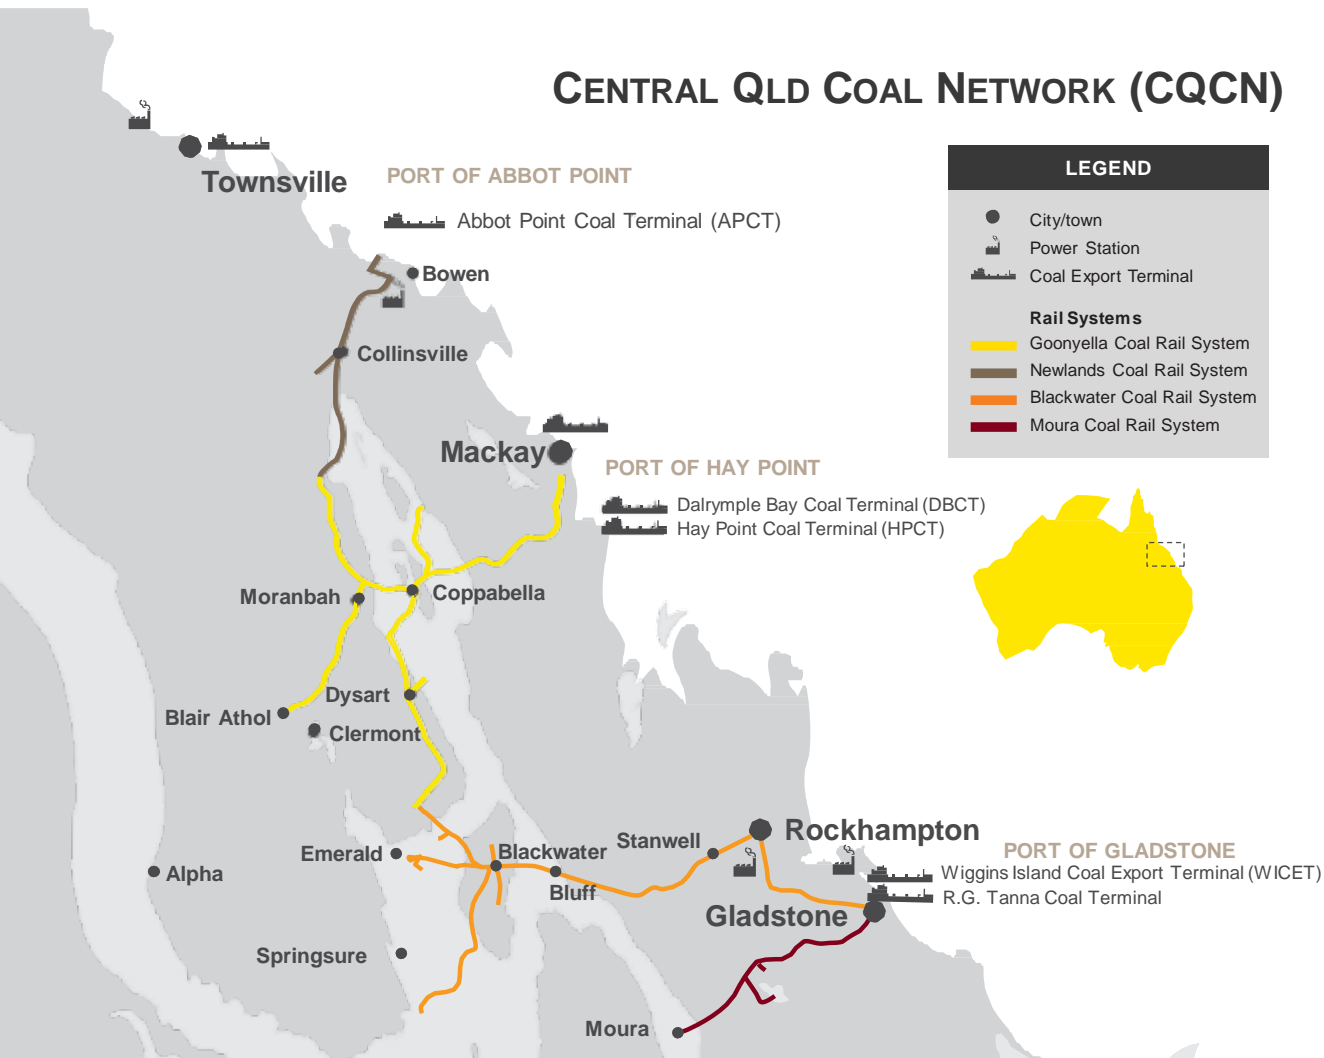 CENTRAL QLD COAL NETWORK (CQCN)
LEGEND
City/town
Power Station
Coal Export Terminal
Rail Systems
Goonyella Coal Rail System
Newlands Coal Rail System
Blackwater Coal Rail System
Moura Coal Rail System
Townsville
PORT OF ABBOT POINT
Abbot Point Coal Terminal (APCT)
Bowen
Collinsville
Mackay
PORT OF HAY POINT
Dalrymple Bay Coal Terminal (DBCT)
Hay Point Coal Terminal (HPCT)
Moranbah
Coppabella
Dysart
Blair Athol
Clermont
Rockhampton
Stanwell
Emerald
Blackwater
PORT OF GLADSTONE
Wiggins Island Coal Export Terminal (WICET)
Alpha
Bluff
R.G. Tanna Coal Terminal
Gladstone
Springsure
Moura